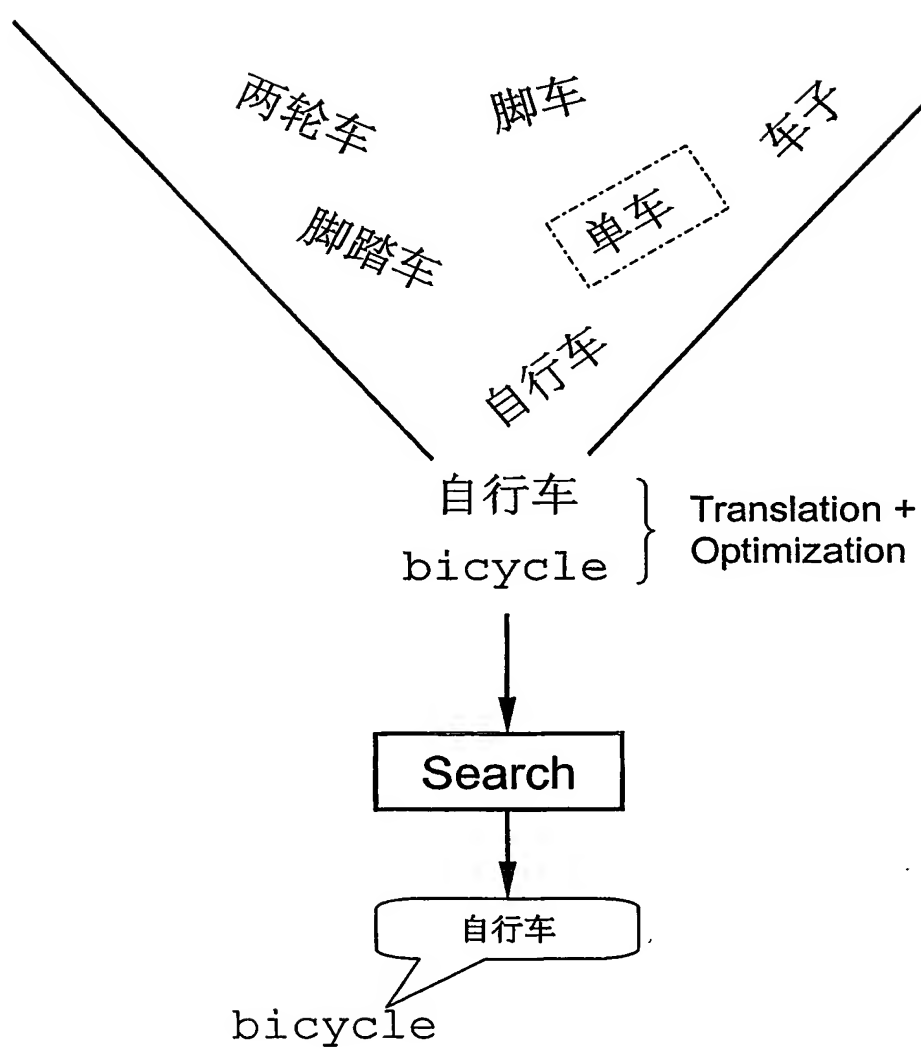 两轮车
脚车
车子
脚踏车
单车
自行车
自行车
bicycle
Translation +
Optimization
Search
自行车
bicycle